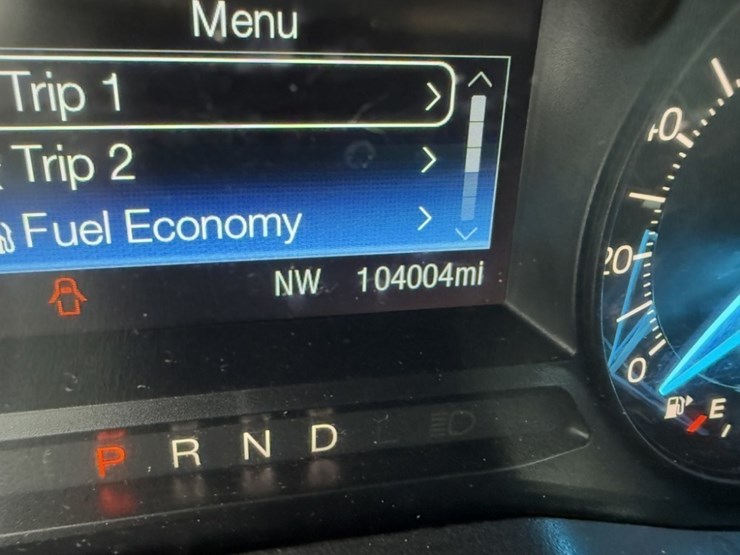 Menu
Trip 1
Trip 2
Fuel Economy
NW 104004mi
40
20
0
E
P R N D L